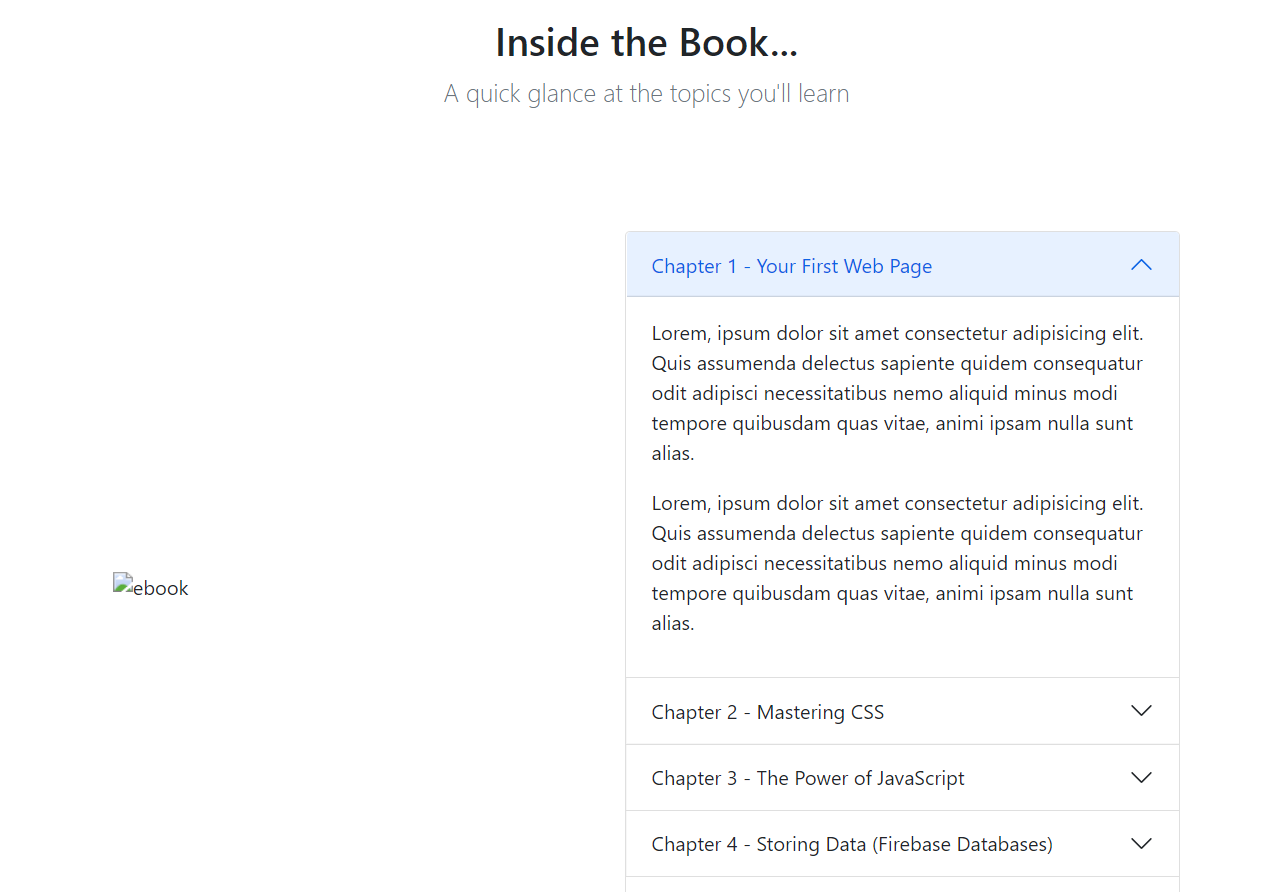 Inside the Book...
A quick glance at the topics you'll learn
Chapter 1 - Your First Web Page
Lorem, ipsum dolor sit amet consectetur adipisicing elit.
Quis assumenda delectus sapiente quidem consequatur
odit adipisci necessitatibus nemo aliquid minus modi
tempore quibusdam quas vitae, animi ipsam nulla sunt
alias.
Lorem, ipsum dolor sit amet consectetur adipisicing elit.
Quis assumenda delectus sapiente quidem consequatur
odit adipisci necessitatibus nemo aliquid minus modi
tempore quibusdam quas vitae, animi ipsam nulla sunt
alias.
ebook
Chapter 2 - Mastering CSS
Chapter 3 - The Power of JavaScript
Chapter 4 - Storing Data (Firebase Databases)